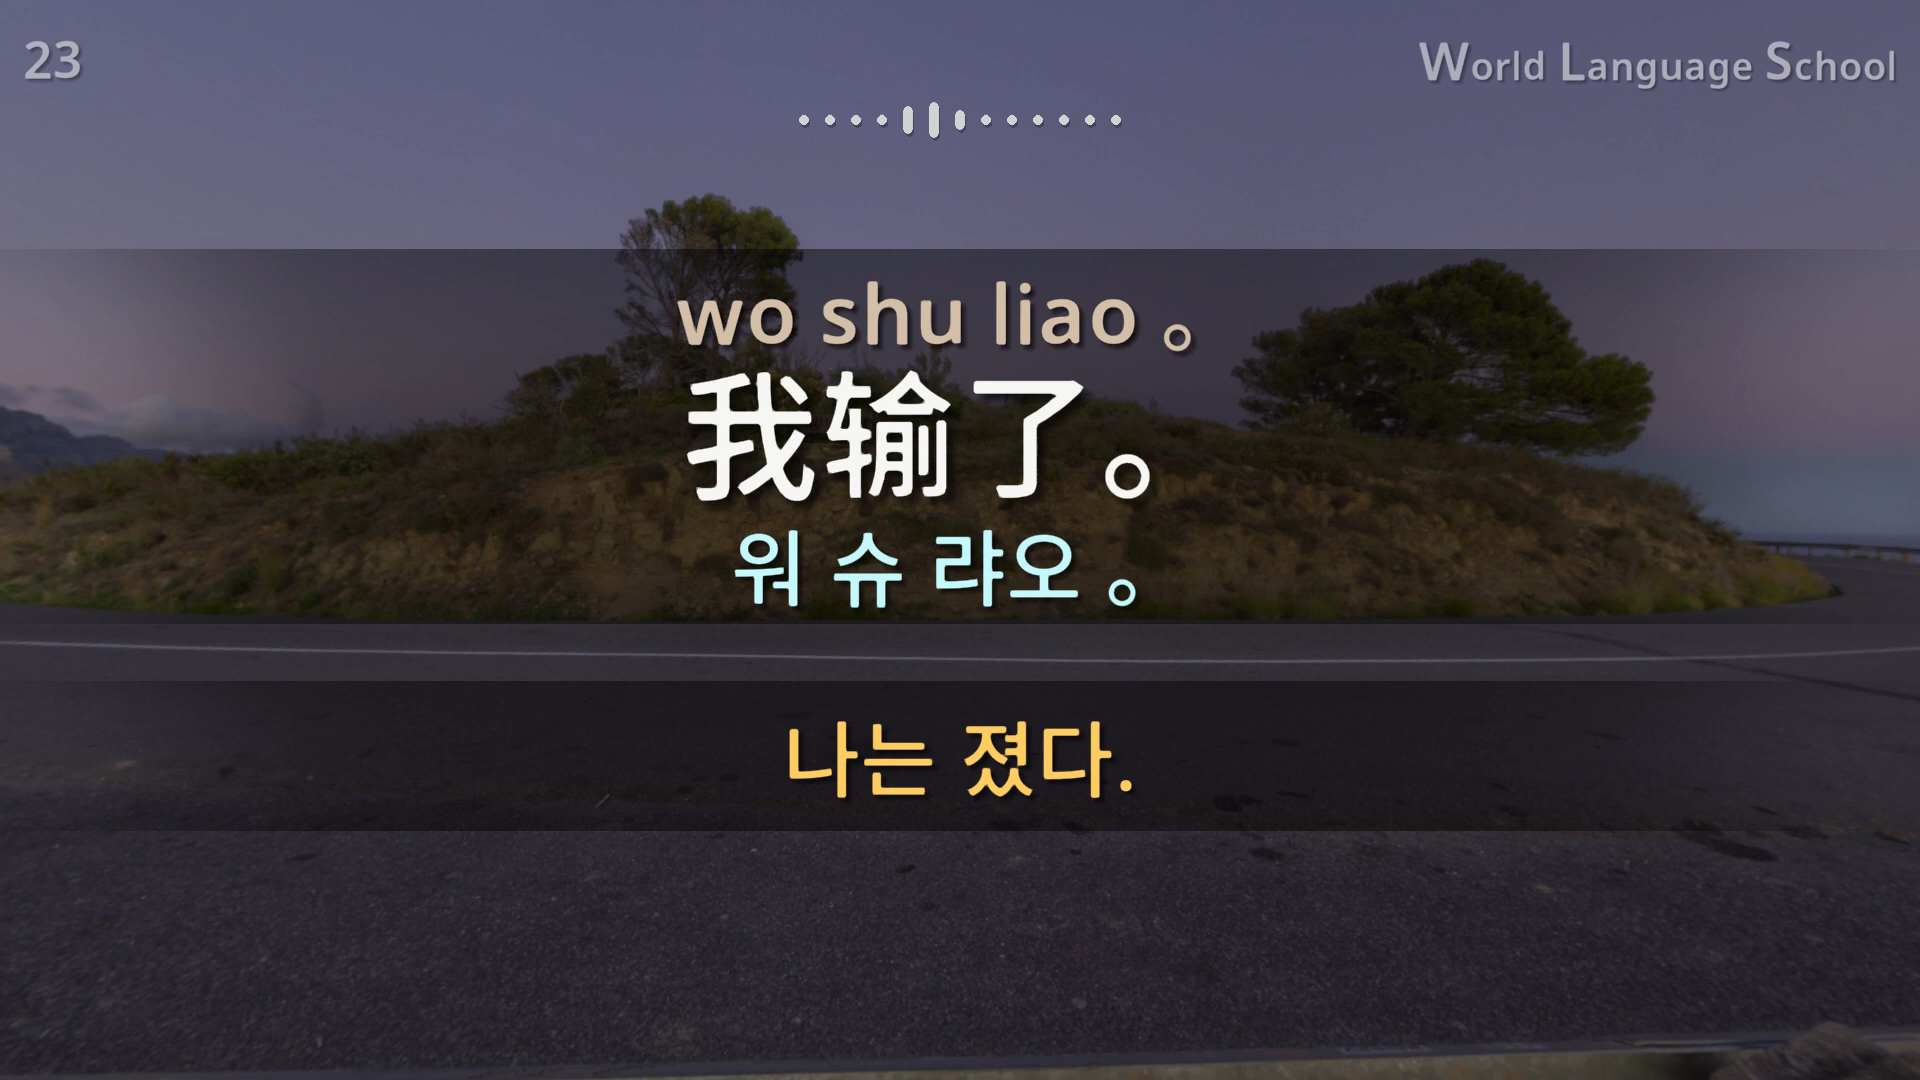 23
World Language School
wo shu liao 。
我输了。
워 슈 랴오 。
나는 졌다.